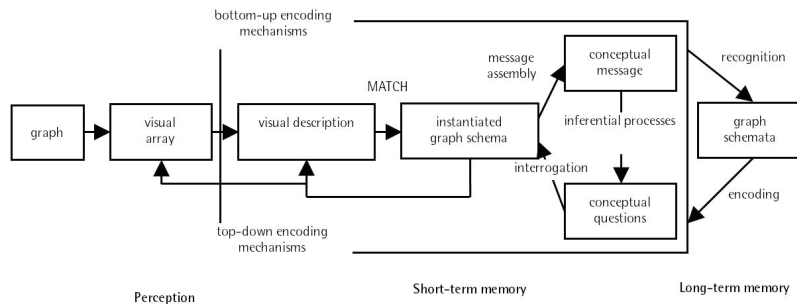 bottom-up encoding
mechanisms
conceptual
message
message
assembly
recognition
MATCH
graph
visual
array
visual description
instantiated
graph schema
inferential processes
graph
schemata
interrogation
conceptual
questions
encoding
top-down encoding
mechanisms
Perception
Short-term memory
Long-term memory